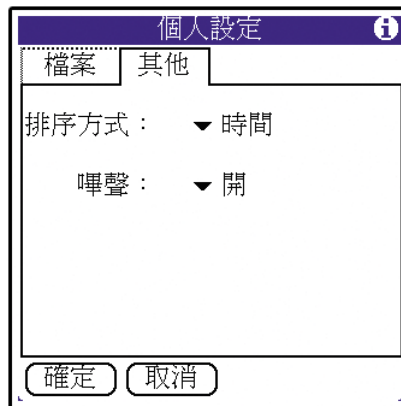 個人設定
檔案 其他
排序方式： 時間
嗶聲： 開
確定 取消